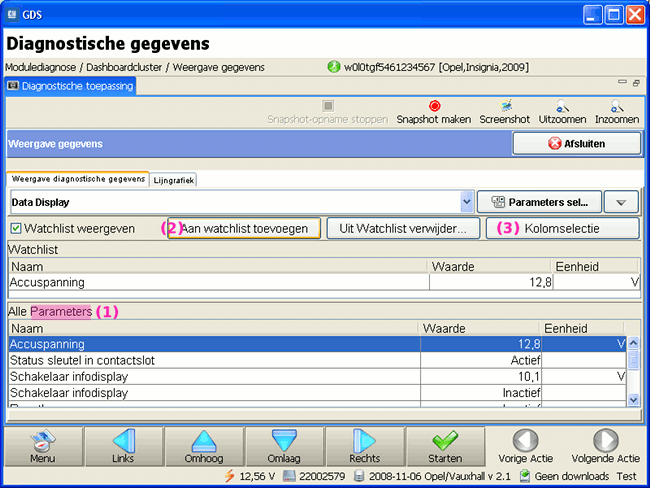 GDS
Diagnostische gegevens
Modulediagnose / Dashboardcluster / Weergave gegevens
w0l0tgf5461234567 [Opel,Insignia,2009]
Diagnostische toepassing
Snapshot-opname stoppen Snapshot maken Screenshot Uitzoomen Inzoomen
Weergave gegevens Afsluiten
Weergave diagnostische gegevens Lijngrafiek
Data Display Parameters sel...
Watchlist weergeven (2) Aan watchlist toevoegen Uit Watchlist verwijder... (3) Kolomselectie
Watchlist
Naam Waarde Eenheid
Accuspanning 12,8 V
Alle Parameters (1)
Naam Waarde Eenheid
Accuspanning 12,8 V
Status sleutel in contactslot Actief
Schakelaar infodisplay 10,1 V
Schakelaar infodisplay Inactief
Menu Links Omhoog Omlaag Rechts Starten Vorige Actie Volgende Actie
12,56 V 22002579 2008-11-06 Opel/Vauxhall v 2.1 Geen downloads Test